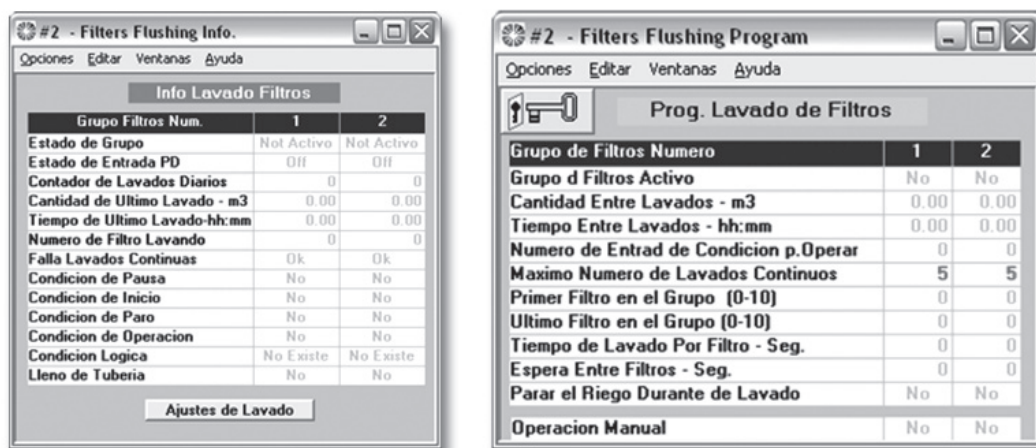 #2 - Filters Flushing Info.
Opciones Editar Ventanas Ayuda
Info Lavado Filtros
Grupo Filtros Num. 1 2
Estado de Grupo Not Activo Not Activo
Estado de Entrada PD Off Off
Contador de Lavados Diarios 0 0
Cantidad de Ultimo Lavado - m3 0.00 0.00
Tiempo de Ultimo Lavado-hh:mm 0.00 0.00
Numero de Filtro Lavando 0 0
Falla Lavados Continuas Ok Ok
Condicion de Pausa No No
Condicion de Inicio No No
Condicion de Paro No No
Condicion de Operacion No No
Condicion Logica No Existe No Existe
Lleno de Tuberia No No
Ajustes de Lavado
#2 - Filters Flushing Program
Opciones Editar Ventanas Ayuda
Prog. Lavado de Filtros
Grupo de Filtros Numero 1 2
Grupo d Filtros Activo No No
Cantidad Entre Lavados - m3 0.00 0.00
Tiempo Entre Lavados - hh:mm 0.00 0.00
Numero de Entrad de Condicion p.Operar 0 0
Maximo Numero de Lavados Continuos 5 5
Primer Filtro en el Grupo (0-10) 0 0
Ultimo Filtro en el Grupo (0-10) 0 0
Tiempo de Lavado Por Filtro - Seg. 0 0
Espera Entre Filtros - Seg. 0 0
Parar el Riego Durante de Lavado No No
Operacion Manual No No